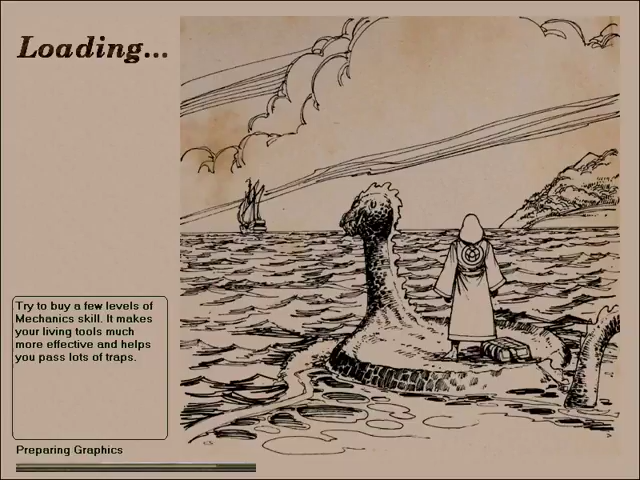 Loading...
Try to buy a few levels of
Mechanics skill. It makes
your living tools much
more effective and helps
you pass lots of traps.
Preparing Graphics